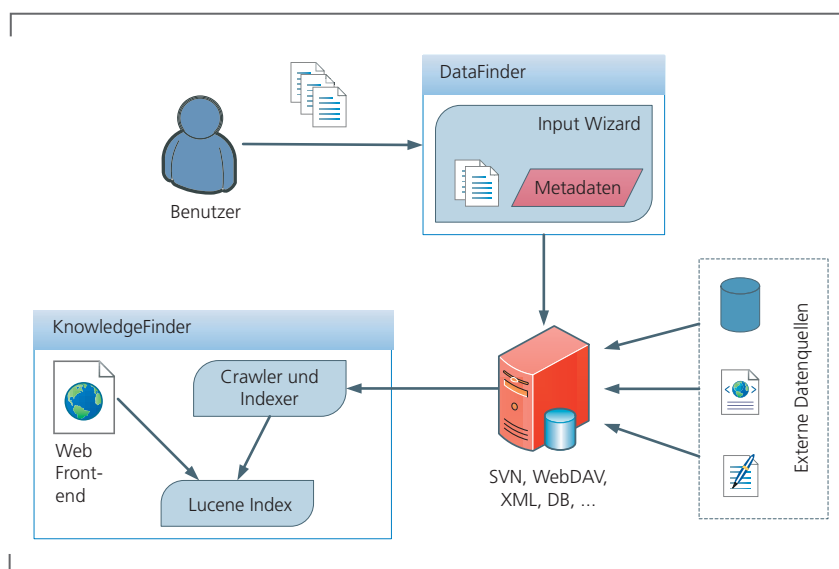 DataFinder
Input Wizard
Metadaten
Benutzer
Externe Datenquellen
KnowledgeFinder
Crawler und
Indexer
Web
Front-
end
Lucene Index
SVN, WebDAV,
XML, DB, ...